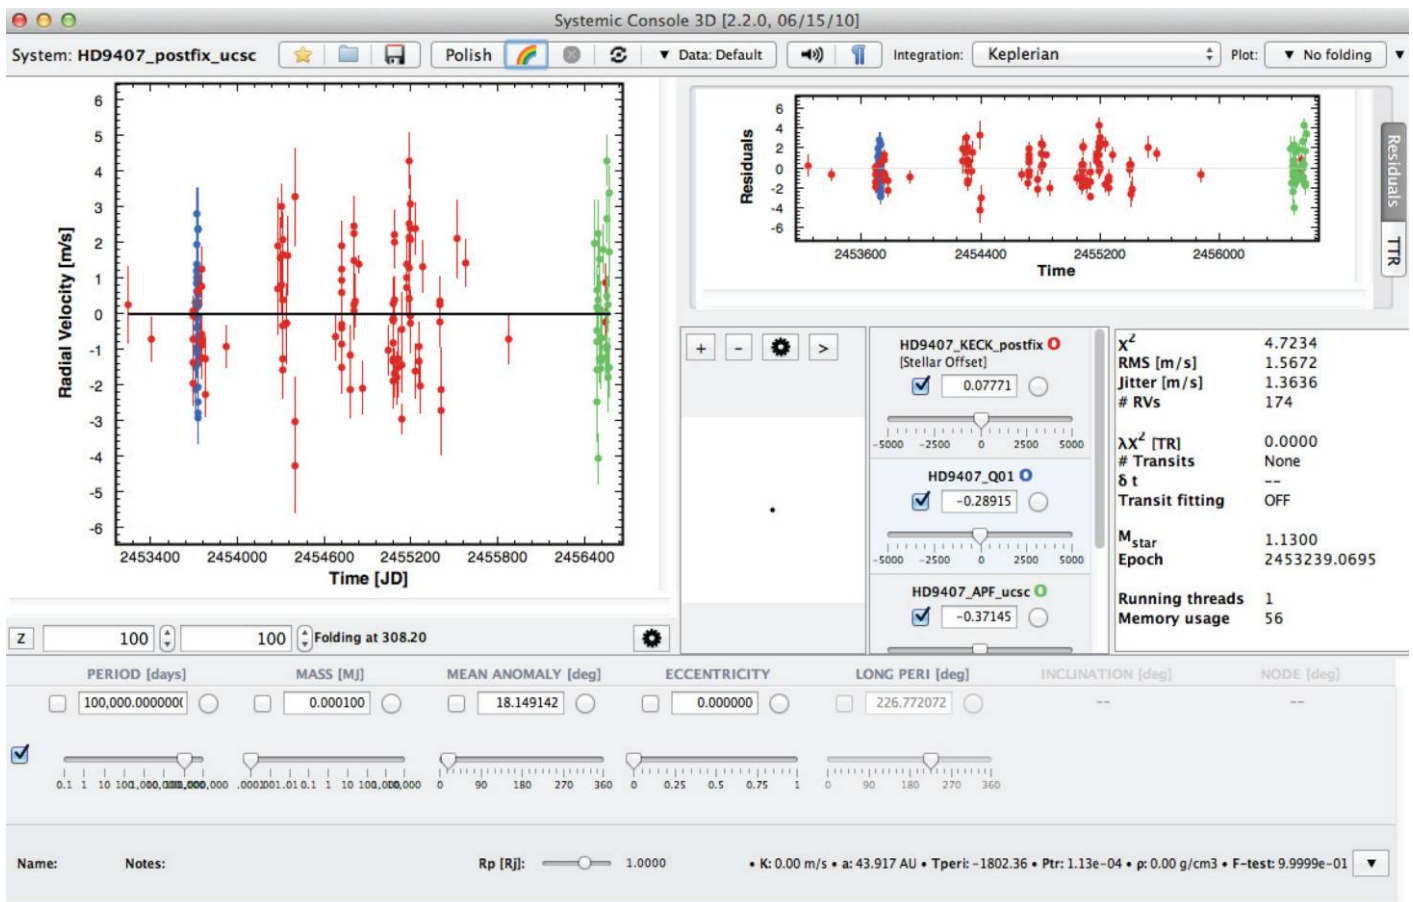 Systemic Console 3D [2.2.0, 06/15/10]
System: HD9407_postfix_ucsc
Polish
▼ Data: Default
Integration: Keplerian
Plot: ▼ No folding ▼
6
5
4
3
2
1
0
-1
-2
-3
-4
-5
-6
Radial Velocity [m/s]
2453400 2454000 2454600 2455200 2455800 2456400
Time [JD]
6
4
2
0
-2
-4
-6
Residuals
2453600 2454400 2455200 2456000
Time
Residuals
TTR
+ - >
HD9407_KECK_postfix O
[Stellar Offset]
0.07771
-5000 -2500 0 2500 5000
HD9407_Q01 O
-0.28915
-5000 -2500 0 2500 5000
HD9407_APF_ucsc O
-0.37145
χ² 4.7234
RMS [m/s] 1.5672
Jitter [m/s] 1.3636
# RVs 174
λχ² [TR] 0.0000
# Transits None
δ t --
Transit fitting OFF
Mstar 1.1300
Epoch 2453239.0695
Running threads 1
Memory usage 56
Z 100 100 Folding at 308.20
PERIOD [days] MASS [MJ] MEAN ANOMALY [deg] ECCENTRICITY LONG PERI [deg] INCLINATION [deg] NODE [deg]
100,000.0000000 0.000100 18.149142 0.000000 226.772072 -- --
0.1 1 10
0 90 180 270 360
0 0.25 0.5 0.75 1
0 90 180 270 360
Name: Notes: Rp [Rj]: 1.0000 • K: 0.00 m/s • a: 43.917 AU • Tperi: -1802.36 • Ptr: 1.13e-04 • ρ: 0.00 g/cm3 • F-test: 9.9999e-01 ▼